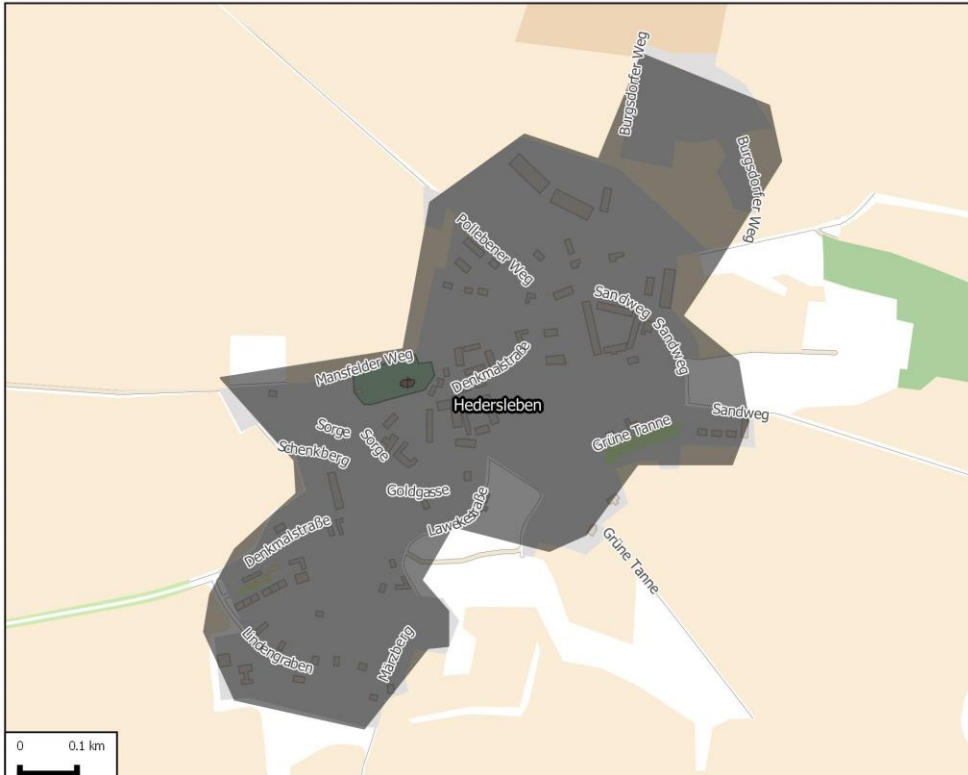 Burgsdorfer Weg
Burgsdorfer Weg
Pollebener Weg
Sandweg
Sandweg
Mansfelder Weg
Denkmalstraße
Hedersleben
Sandweg
Sorge
Sorge
Grüne Tanne
Schenkberg
Goldgasse
Lawekestraße
Denkmalstraße
Grüne Tanne
Lindengraben
Märzberg
0 0.1 km